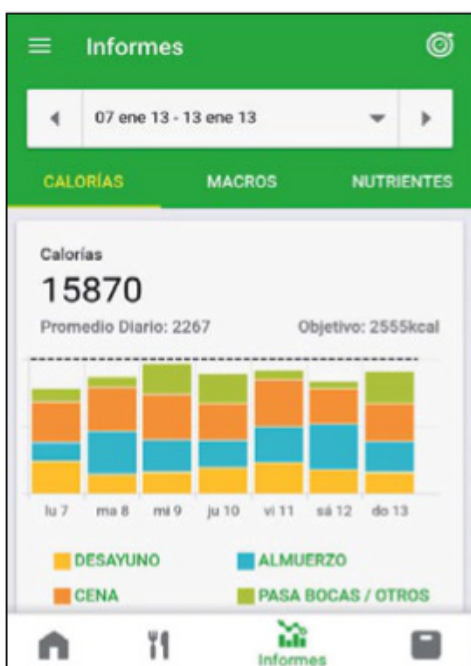 Informes
07 ene 13 - 13 ene 13
CALORÍAS MACROS NUTRIENTES
Calorías
15870
Promedio Diario: 2267 Objetivo: 2555kcal
lu 7 ma 8 mi 9 ju 10 vi 11 sá 12 do 13
DESAYUNO ALMUERZO
CENA PASA BOCAS / OTROS
Informes